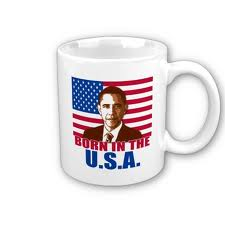 BORN IN THE
U.S.A.